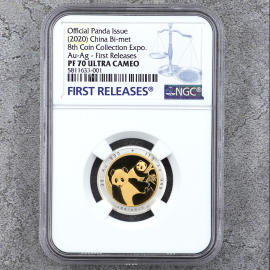 Official Panda Issue
(2020) China Bi-met
8th Coin Collection Expo.
Au-Ag - First Releases
PF 70 ULTRA CAMEO
5811633-001
FIRST RELEASES®
NGC®